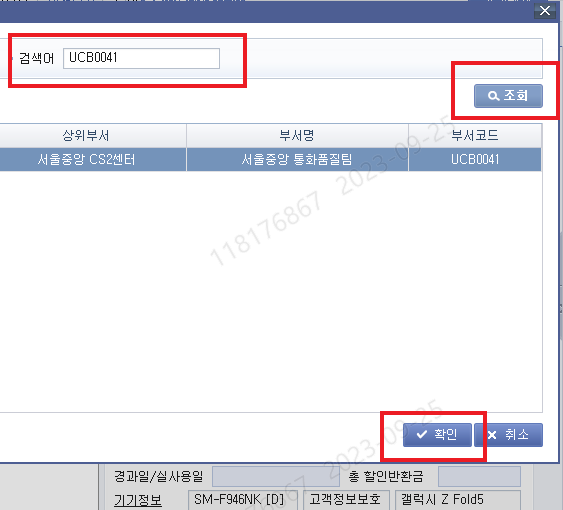 검색어 UCB0041
조회
상위부서 부서명 부서코드
서울중앙 CS2센터 서울중앙 통화품질팀 UCB0041
118176867 2023-09-25
확인 취소
2023-09-25
경과일/실사용일 총 할인반환금
기기정보 SM-F946NK [D] 고객정보보호 갤럭시 Z Fold5